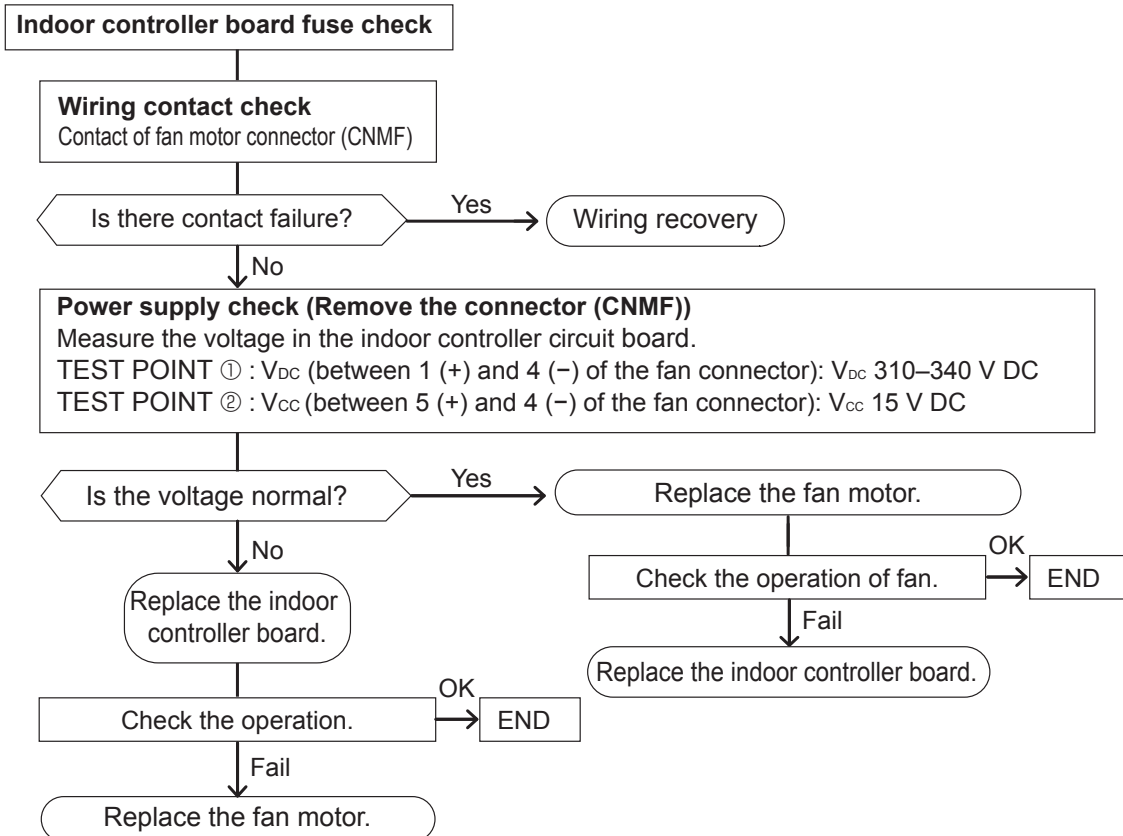 Indoor controller board fuse check
Wiring contact check
Contact of fan motor connector (CNMF)
Is there contact failure?
Yes
Wiring recovery
No
Power supply check (Remove the connector (CNMF))
Measure the voltage in the indoor controller circuit board.
TEST POINT ① : VDC (between 1 (+) and 4 (−) of the fan connector): VDC 310–340 V DC
TEST POINT ② : VCC (between 5 (+) and 4 (−) of the fan connector): VCC 15 V DC
Is the voltage normal?
Yes
Replace the fan motor.
No
OK
Check the operation of fan.
END
Fail
Replace the indoor controller board.
Replace the indoor
controller board.
OK
Check the operation.
END
Fail
Replace the fan motor.